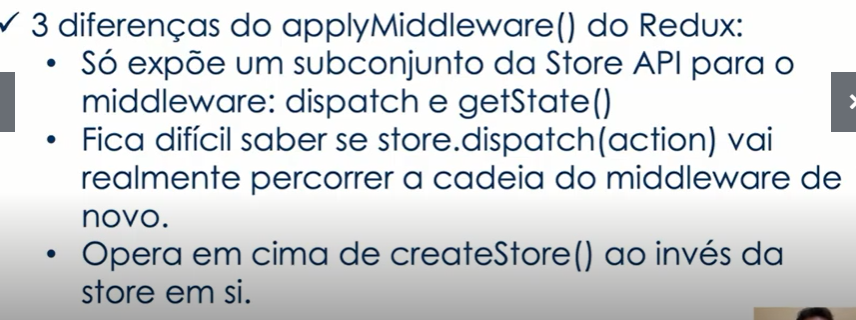 ✓ 3 diferenças do applyMiddleware() do Redux:
• Só expõe um subconjunto da Store API para o
middleware: dispatch e getState()
• Fica difícil saber se store.dispatch(action) vai
realmente percorrer a cadeia do middleware de
novo.
• Opera em cima de createStore() ao invés da
store em si.